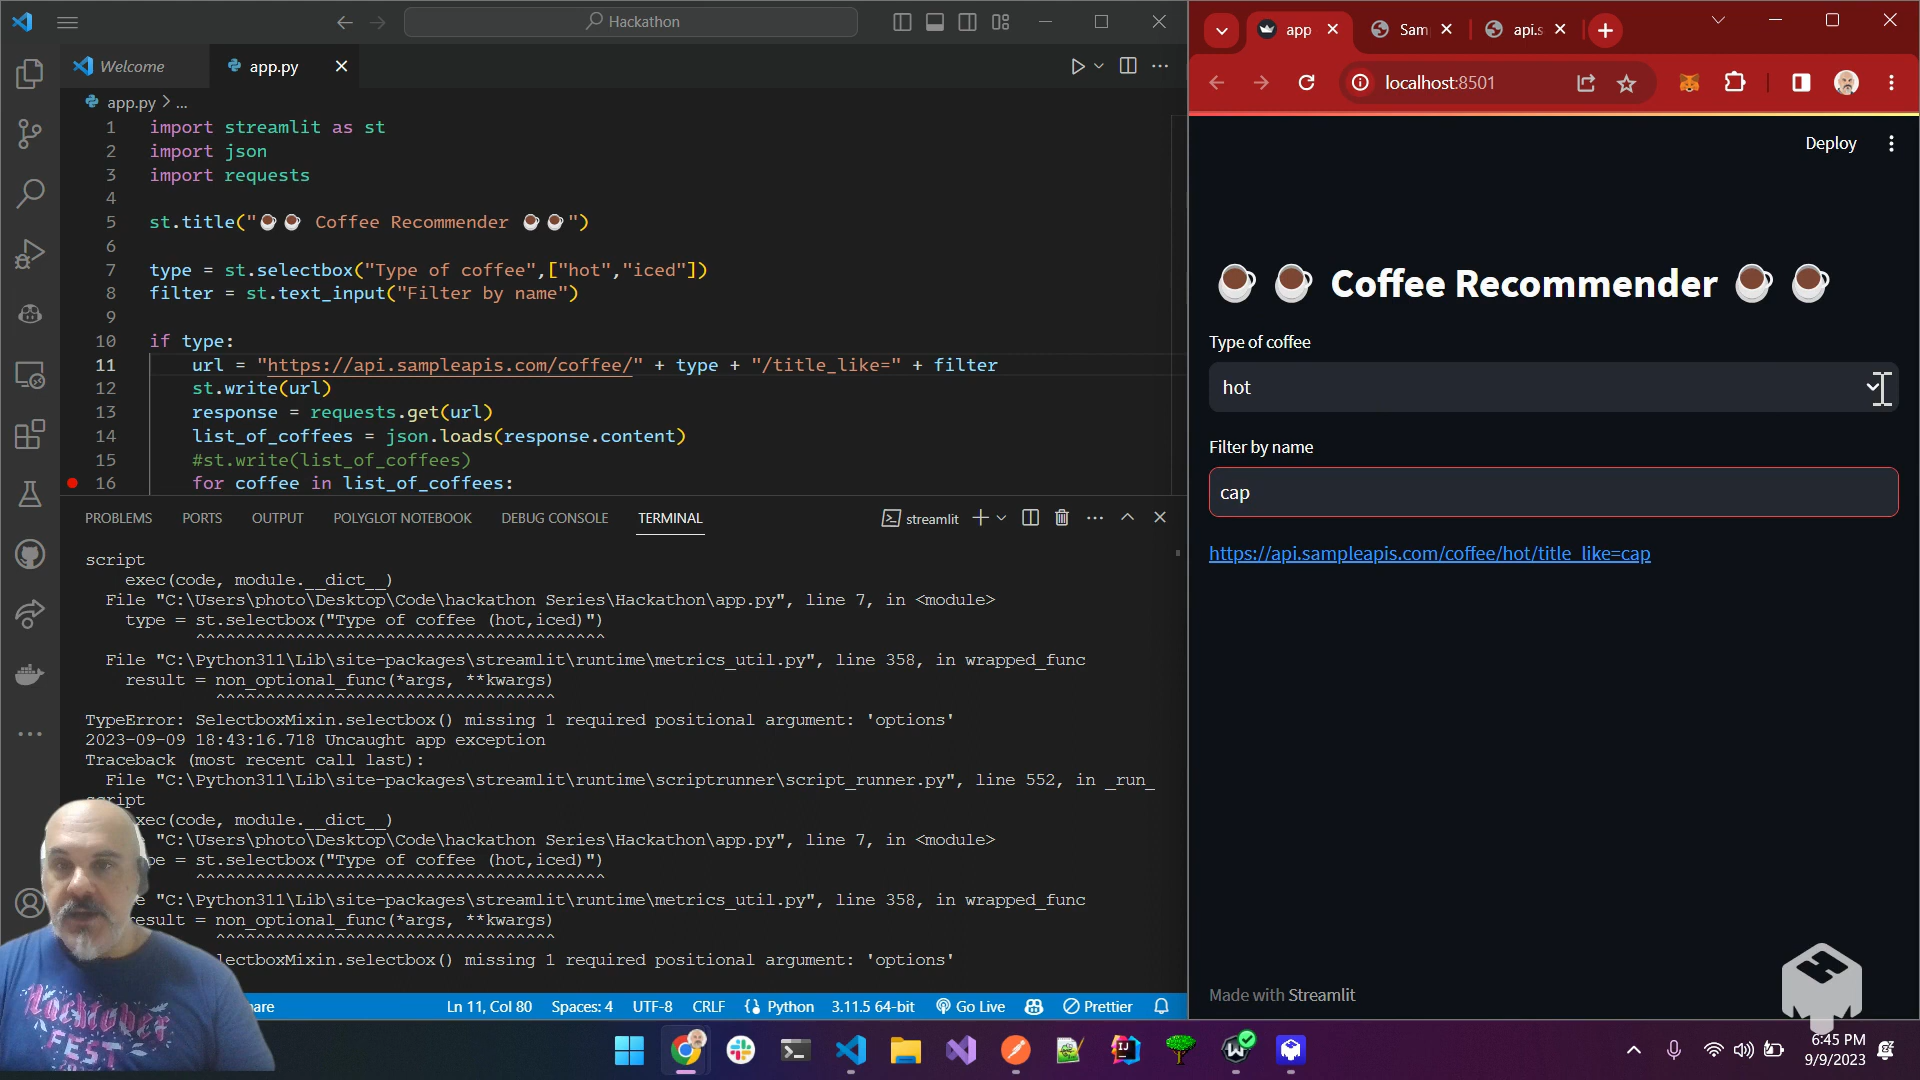 Hackathon
Welcome
app.py
app.py > ...
1 import streamlit as st
2 import json
3 import requests
4
5 st.title("☕☕ Coffee Recommender ☕☕")
6
7 type = st.selectbox("Type of coffee",["hot","iced"])
8 filter = st.text_input("Filter by name")
9
10 if type:
11 url = "https://api.sampleapis.com/coffee/" + type + "/title_like=" + filter
12 st.write(url)
13 response = requests.get(url)
14 list_of_coffees = json.loads(response.content)
15 #st.write(list_of_coffees)
16 for coffee in list_of_coffees:
PROBLEMS PORTS OUTPUT POLYGLOT NOTEBOOK DEBUG CONSOLE TERMINAL streamlit
script
exec(code, module.__dict__)
File "C:\Users\photo\Desktop\Code\hackathon Series\Hackathon\app.py", line 7, in <module>
type = st.selectbox("Type of coffee (hot,iced)")
^^^^^^^^^^^^^^^^^^^^^^^^^^^^^^^^^^^^^^^^^
File "C:\Python311\Lib\site-packages\streamlit\runtime\metrics_util.py", line 358, in wrapped_func
result = non_optional_func(*args, **kwargs)
^^^^^^^^^^^^^^^^^^^^^^^^^^^^^^^^^^
TypeError: SelectboxMixin.selectbox() missing 1 required positional argument: 'options'
2023-09-09 18:43:16.718 Uncaught app exception
Traceback (most recent call last):
File "C:\Python311\Lib\site-packages\streamlit\runtime\scriptrunner\script_runner.py", line 552, in _run_
script
exec(code, module.__dict__)
"C:\Users\photo\Desktop\Code\hackathon Series\Hackathon\app.py", line 7, in <module>
pe = st.selectbox("Type of coffee (hot,iced)")
^^^^^^^^^^^^^^^^^^^^^^^^^^^^^^^^^^^^^^^^^
"C:\Python311\Lib\site-packages\streamlit\runtime\metrics_util.py", line 358, in wrapped_func
esult = non_optional_func(*args, **kwargs)
^^^^^^^^^^^^^^^^^^^^^^^^^^^^^^^^^^
lectboxMixin.selectbox() missing 1 required positional argument: 'options'
hare Ln 11, Col 80 Spaces: 4 UTF-8 CRLF Python 3.11.5 64-bit Go Live Prettier
app Sam api.s
localhost:8501
Deploy
☕☕ Coffee Recommender ☕☕
Type of coffee
hot
Filter by name
cap
https://api.sampleapis.com/coffee/hot/title_like=cap
Made with Streamlit
Hacktober
FEST
6:45 PM
9/9/2023